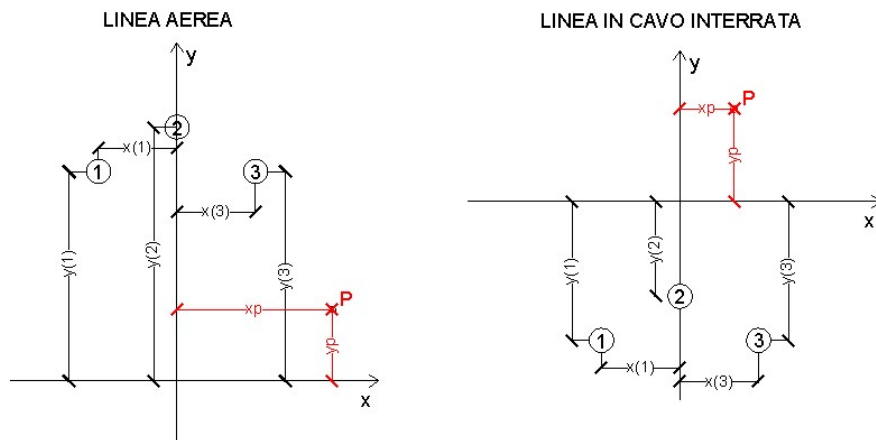 LINEA AEREA
y
2
x(1)
1
3
x(3)
y(1)
y(2)
y(3)
P
xp
yp
x
LINEA IN CAVO INTERRATA
y
xp
P
yp
x
y(1)
y(2)
y(3)
2
1
3
x(1)
x(3)